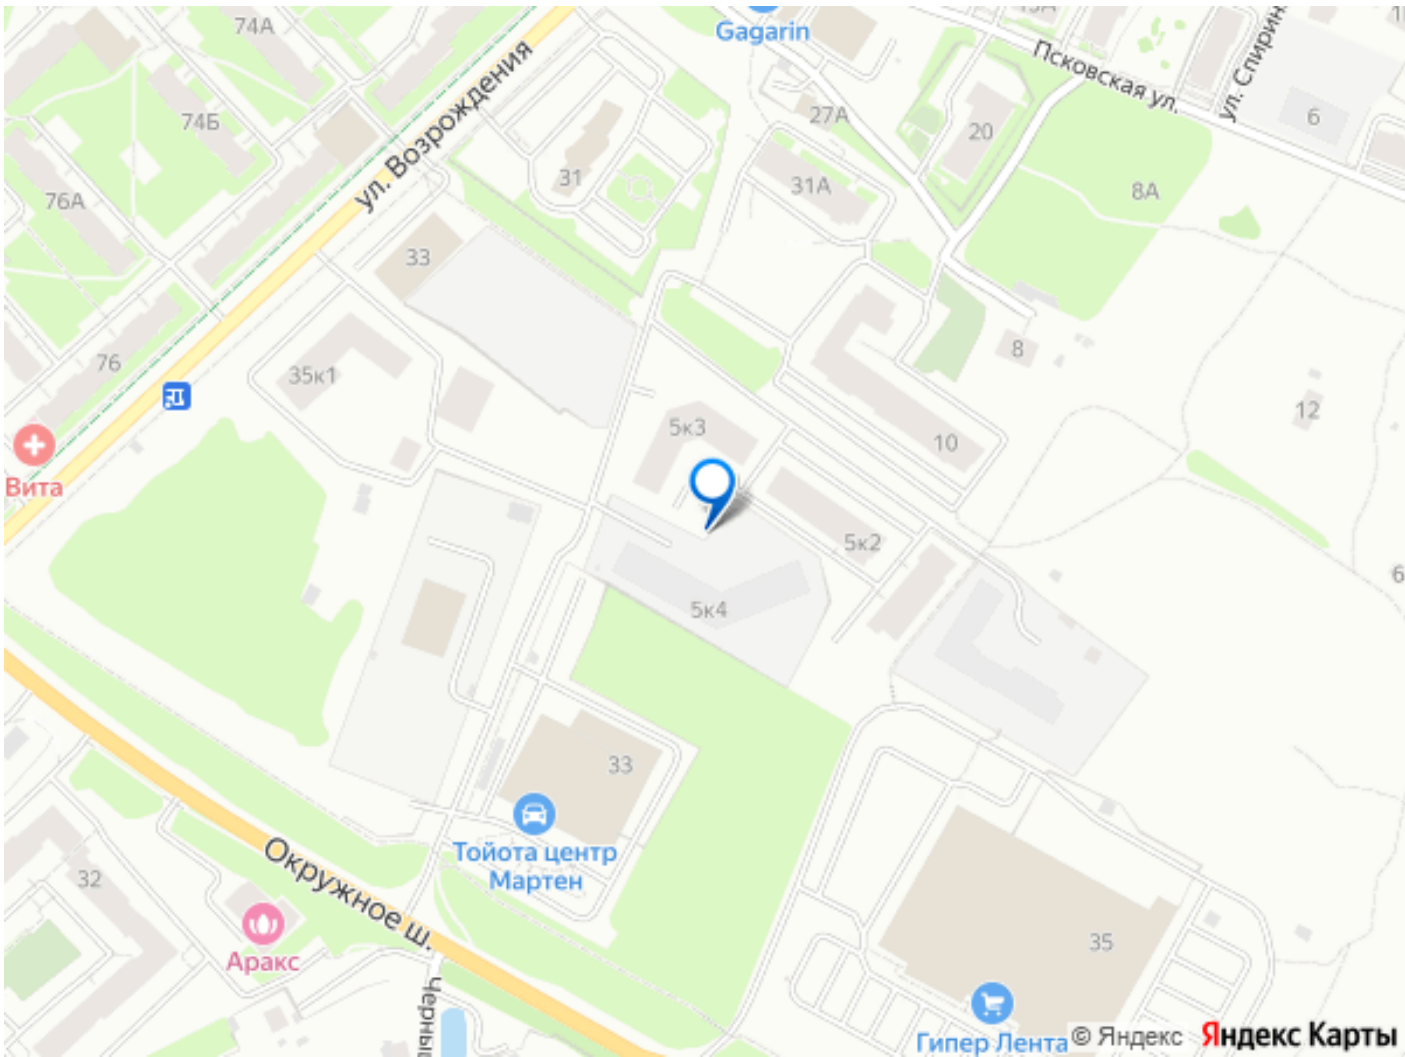 74А
Gagarin
Псковская ул.
ул. Спирин
74Б
ул. Возрождения
27А
20
6
31
31А
8А
76А
33
76
35к1
8
12
5к3
10
Вита
5к2
5к4
33
Тойота центр
Мартен
32
Окружное ш.
35
Аракс
Черныш
Гипер Лента
© Яндекс
Яндекс Карты